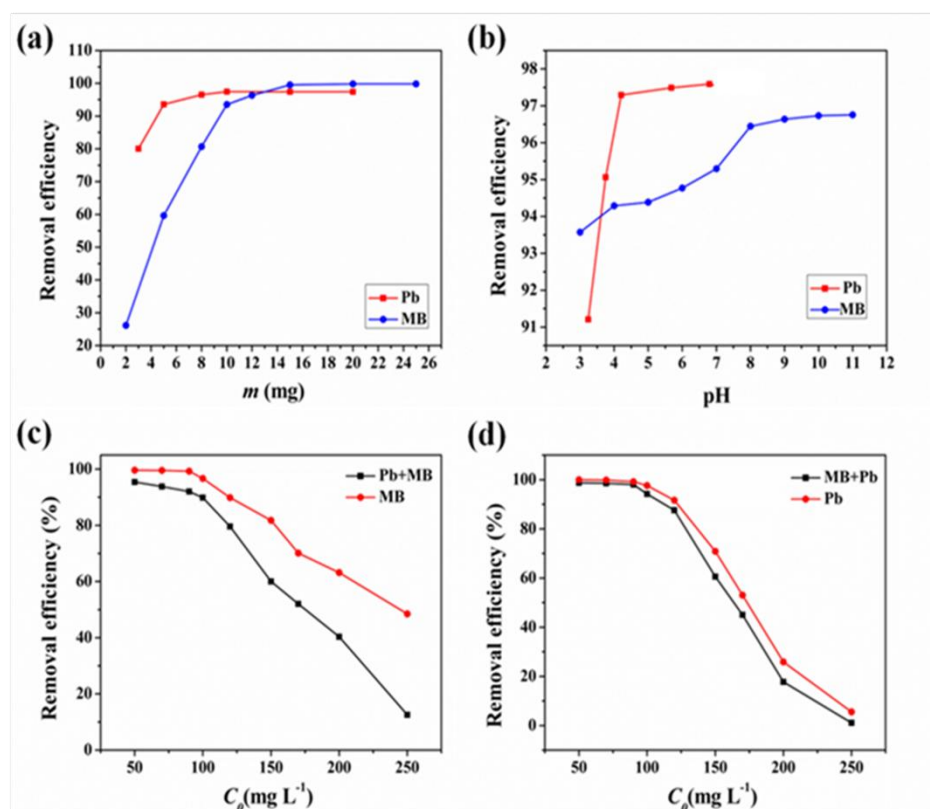 (a)
110
100
90
80
70
60
50
40
30
20
Removal efficiency
Pb
MB
0 2 4 6 8 10 12 14 16 18 20 22 24 26
m (mg)
(b)
98
97
96
95
94
93
92
91
Removal efficiency
Pb
MB
2 3 4 5 6 7 8 9 10 11 12
pH
(c)
100
80
60
40
20
0
Removal efficiency (%)
Pb+MB
MB
50 100 150 200 250
C0(mg L-1)
(d)
100
80
60
40
20
0
Removal efficiency (%)
MB+Pb
Pb
50 100 150 200 250
C0(mg L-1)